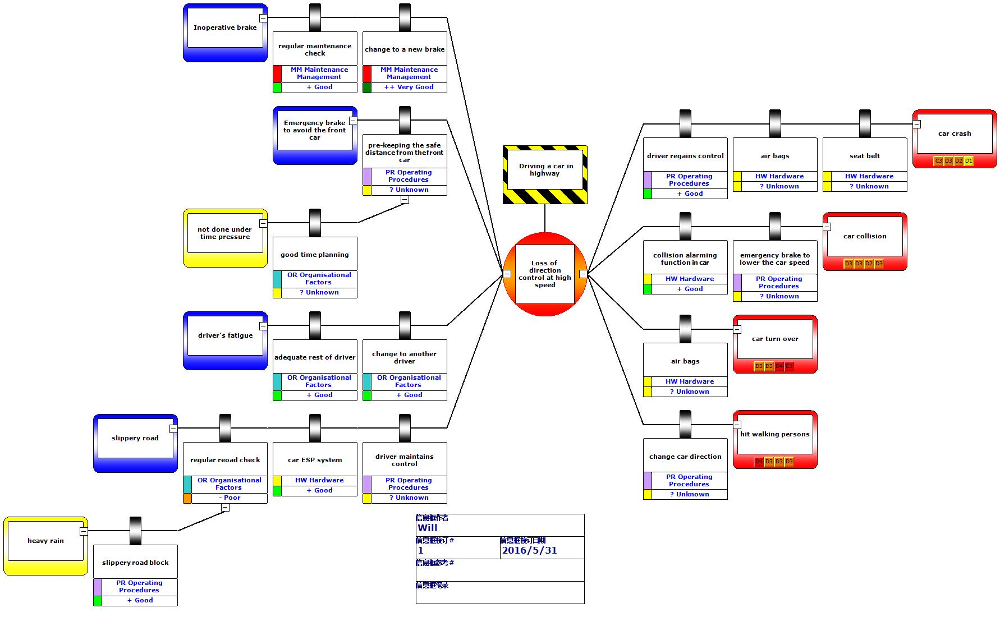 Inoperative brake
regular maintenance
check
MM Maintenance
Management
+ Good
change to a new brake
MM Maintenance
Management
++ Very Good
Emergency brake
to avoid the front
car
pre-keeping the safe
distance from the front
car
PR Operating
Procedures
? Unknown
not done under
time pressure
good time planning
OR Organisational
Factors
? Unknown
driver's fatigue
adequate rest of driver
OR Organisational
Factors
+ Good
change to another
driver
OR Organisational
Factors
+ Good
slippery road
regular reoad check
OR Organisational
Factors
- Poor
car ESP system
HW Hardware
+ Good
driver maintains
control
PR Operating
Procedures
? Unknown
heavy rain
slippery road block
PR Operating
Procedures
+ Good
Driving a car in
highway
Loss of
direction
control at high
speed
driver regains control
PR Operating
Procedures
+ Good
air bags
HW Hardware
? Unknown
seat belt
HW Hardware
? Unknown
car crash
C3 D3 D2 D1
collision alarming
function in car
HW Hardware
+ Good
emergency brake to
lower the car speed
PR Operating
Procedures
? Unknown
car collision
D3 D3 D2 D3
air bags
HW Hardware
? Unknown
car turn over
D3 D3 D4 E3
change car direction
PR Operating
Procedures
? Unknown
hit walking persons
D4 D3 D3 D3
信息框作者
Will
信息框校订 #
1
信息框校订日期
2016/5/31
信息框参考 #
信息框笔录